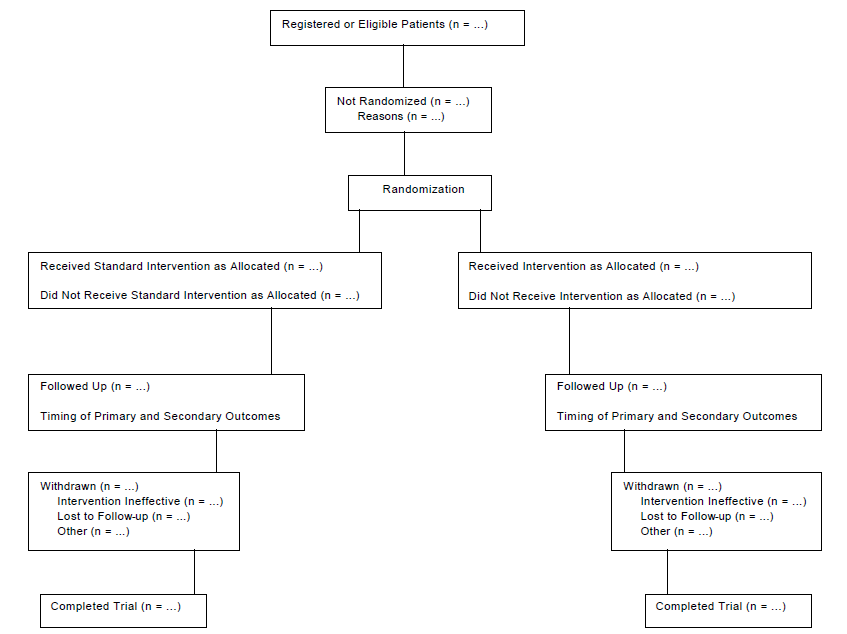 Registered or Eligible Patients (n = ...)
Not Randomized (n = ...)
Reasons (n = ...)
Randomization
Received Standard Intervention as Allocated (n = ...)
Did Not Receive Standard Intervention as Allocated (n = ...)
Received Intervention as Allocated (n = ...)
Did Not Receive Intervention as Allocated (n = ...)
Followed Up (n = ...)
Timing of Primary and Secondary Outcomes
Followed Up (n = ...)
Timing of Primary and Secondary Outcomes
Withdrawn (n = ...)
Intervention Ineffective (n = ...)
Lost to Follow-up (n = ...)
Other (n = ...)
Withdrawn (n = ...)
Intervention Ineffective (n = ...)
Lost to Follow-up (n = ...)
Other (n = ...)
Completed Trial (n = ...)
Completed Trial (n = ...)